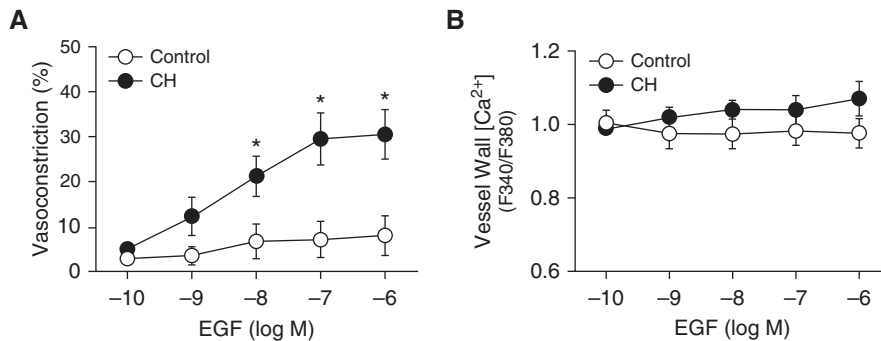 A
50
40
30
20
10
0
Vasoconstriction (%)
Control
CH
*
*
*
–10
–9
–8
–7
–6
EGF (log M)
B
1.2
1.0
0.8
0.6
Vessel Wall [Ca²⁺]
(F340/F380)
Control
CH
–10
–9
–8
–7
–6
EGF (log M)